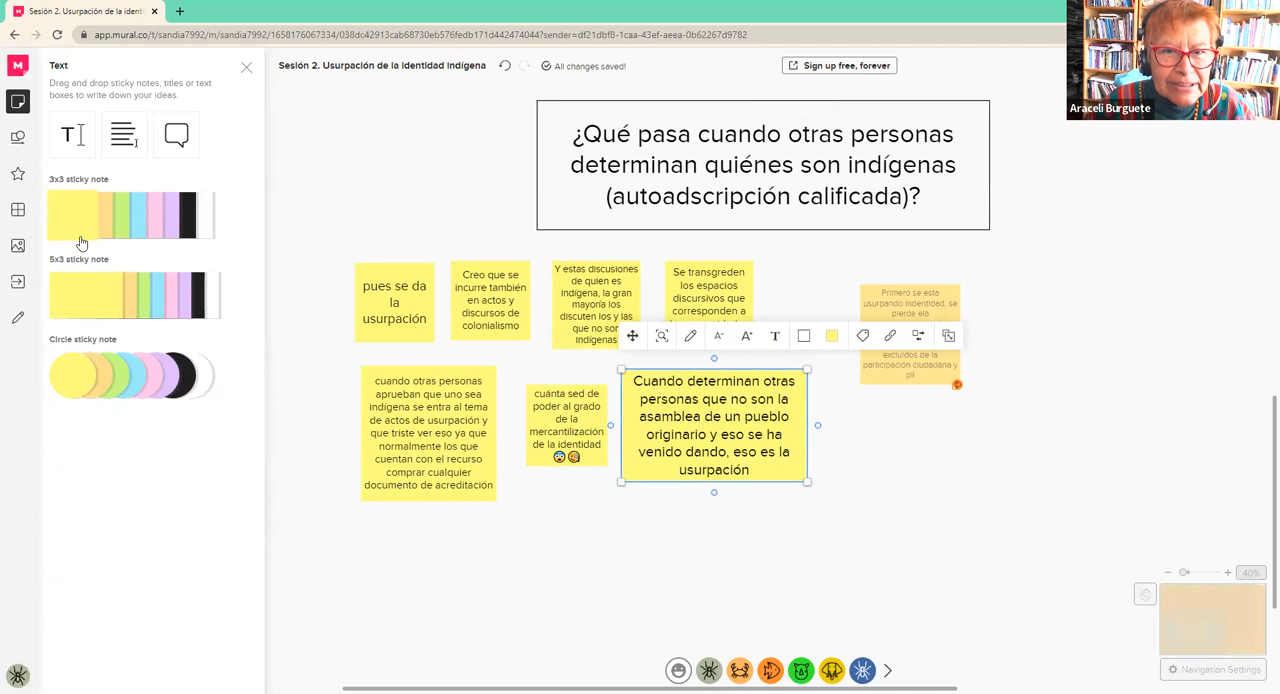 Sesión 2. Usurpación de la identi
app.mural.co/t/sandia7992/m/sandia7992/1658176067334/038dc42913cab68730eb576fedb171d442474044?sender=df21dbf8-1caa-43ef-aeea-0b62267d9782
Text
Drag and drop sticky notes, titles or text
boxes to write down your ideas.
3x3 sticky note
5x3 sticky note
Circle sticky note
Sesión 2. Usurpación de la identidad indígena
All changes saved!
Sign up free, forever
Araceli Burguete
¿Qué pasa cuando otras personas
determinan quiénes son indígenas
(autoadscripción calificada)?
pues se da
la
usurpación
Creo que se
incurre también
en actos y
discursos de
colonialismo
Y estas discusiones
de quien es
indígena, la gran
mayoría los
discuten los y las
que no son
indígenas
Se transgreden
los espacios
discursivos que
corresponden a
Primero se esta
usurpando indentidad, se
pierde ela
excluidos de la
participación ciudadana y
pll
cuando otras personas
aprueban que uno sea
indígena se entra al tema
de actos de usurpación y
que triste ver eso ya que
normalmente los que
cuentan con el recurso
comprar cualquier
documento de acreditación
cuánta sed de
poder al grado
de la
mercantilización
de la identidad
😨🧐
Cuando determinan otras
personas que no son la
asamblea de un pueblo
originario y eso se ha
venido dando, eso es la
usurpación
40%
Navigation Settings